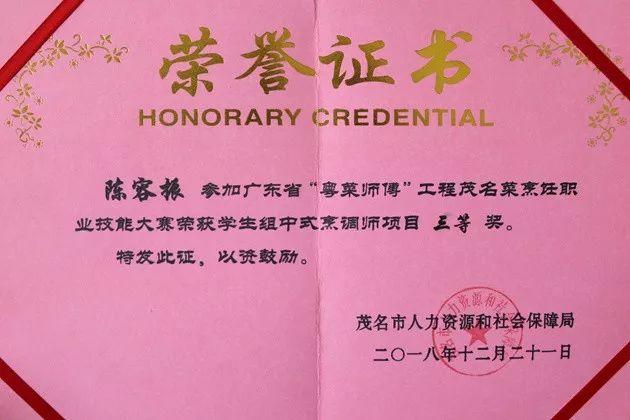 荣誉证书
HONORARY CREDENTIAL
陈容振 参加广东省“粤菜师傅”工程茂名菜烹饪职
业技能大赛荣获学生组中式烹调师项目 三等 奖。
特发此证，以资鼓励。
茂名市人力资源和社会保障局
二〇一八年十二月二十一日